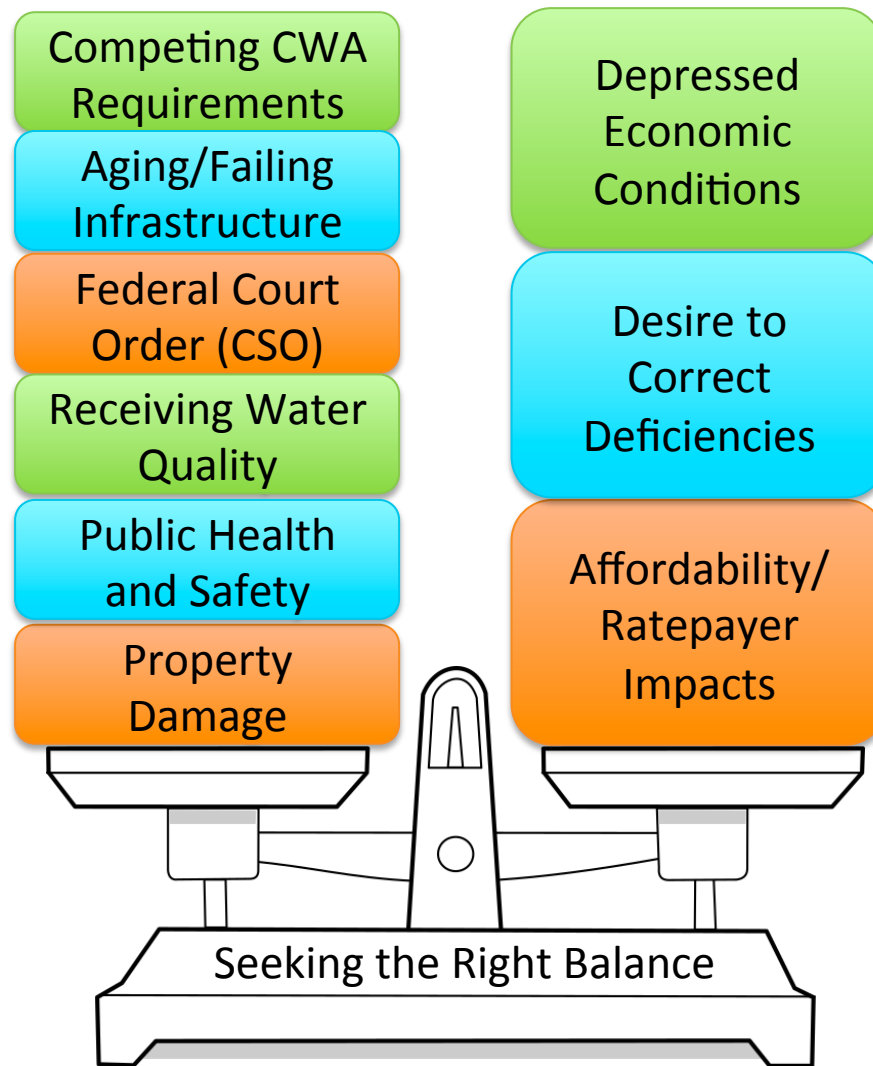 Competing CWA
Requirements
Aging/Failing
Infrastructure
Federal Court
Order (CSO)
Receiving Water
Quality
Public Health
and Safety
Property
Damage
Depressed
Economic
Conditions
Desire to
Correct
Deficiencies
Affordability/
Ratepayer
Impacts
Seeking the Right Balance